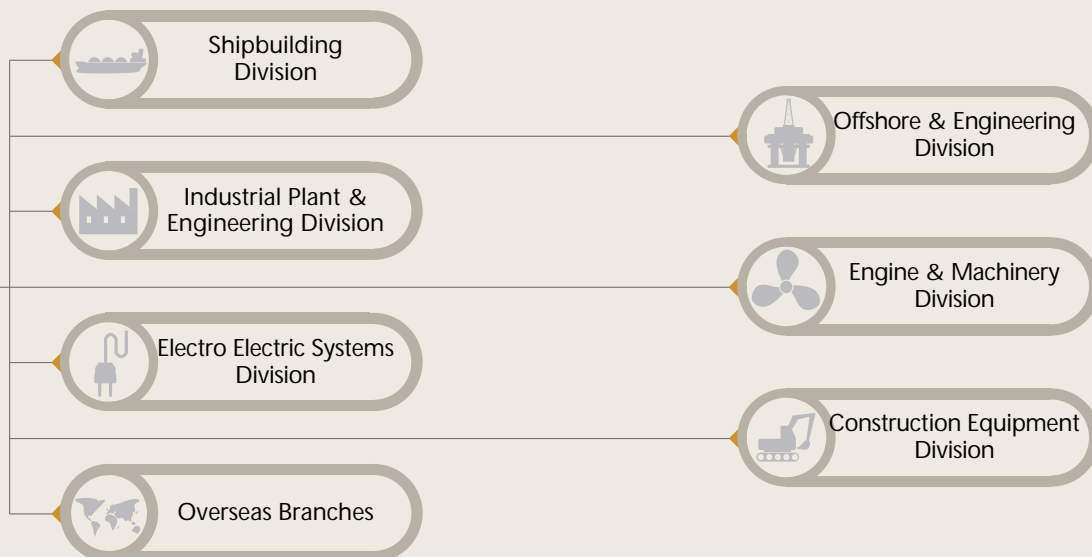 Shipbuilding
Division
Offshore & Engineering
Division
Industrial Plant &
Engineering Division
Engine & Machinery
Division
Electro Electric Systems
Division
Construction Equipment
Division
Overseas Branches